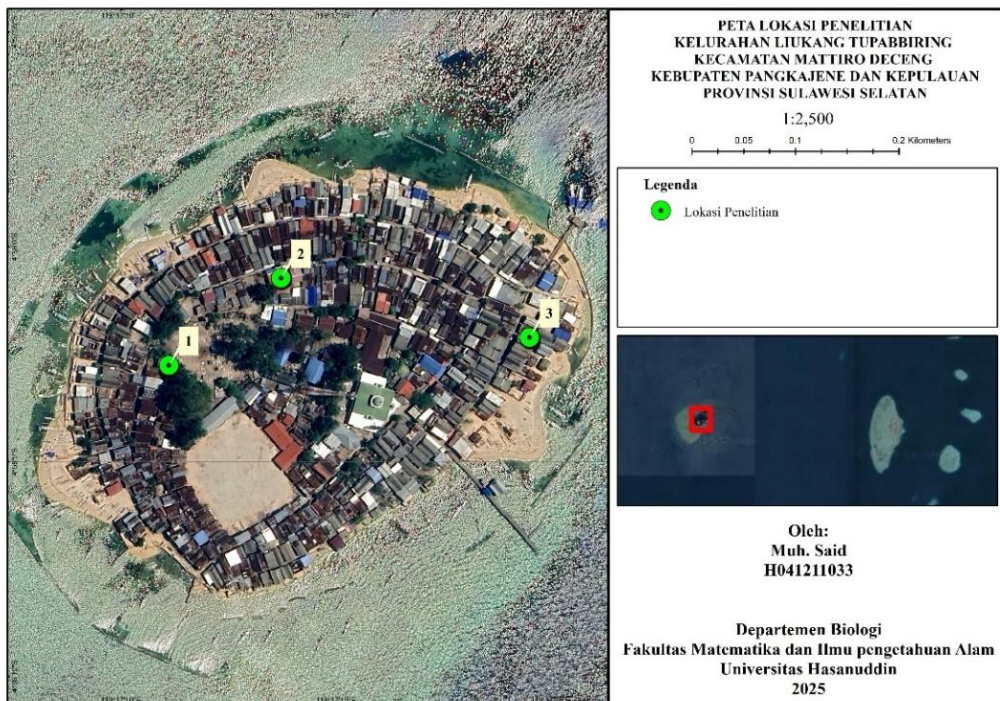 PETA LOKASI PENELITIAN
KELURAHAN LIUKANG TUPABBIRING
KECAMATAN MATTIRO DECENG
KEBUPATEN PANGKAJENE DAN KEPULAUAN
PROVINSI SULAWESI SELATAN
1:2,500
0 0.05 0.1 0.2 Kilometers
Legenda
Lokasi Penelitian
1
2
3
Oleh:
Muh. Said
H041211033
Departemen Biologi
Fakultas Matematika dan Ilmu pengetahuan Alam
Universitas Hasanuddin
2025